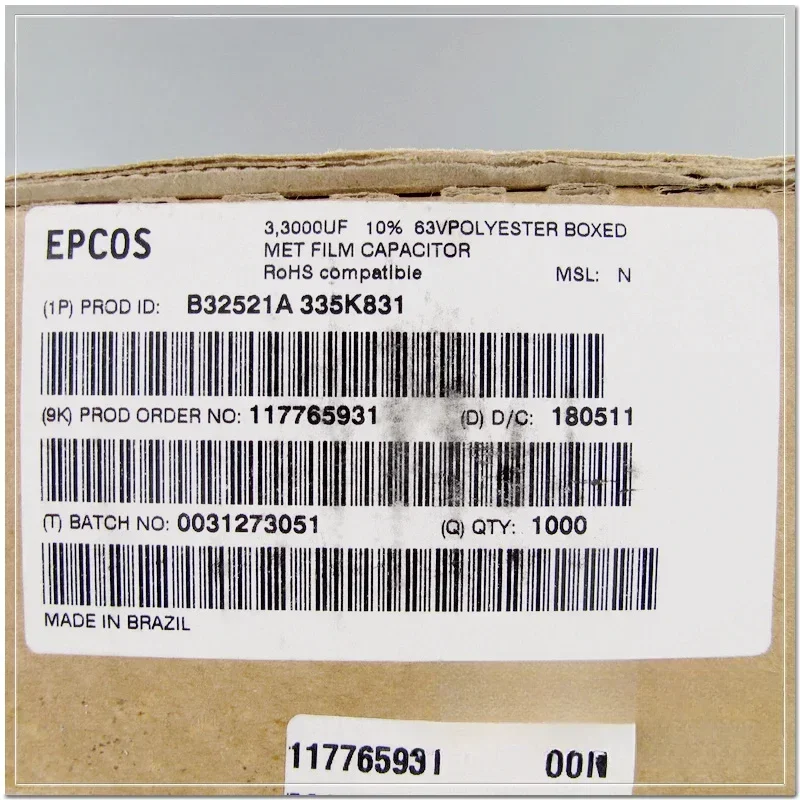 EPCOS
3,3000UF 10% 63VPOLYESTER BOXED
MET FILM CAPACITOR
RoHS compatible MSL: N
(1P) PROD ID: B32521A 335K831
(9K) PROD ORDER NO: 117765931 (D) D/C: 180511
(T) BATCH NO: 0031273051 (Q) QTY: 1000
MADE IN BRAZIL
117765931 00N